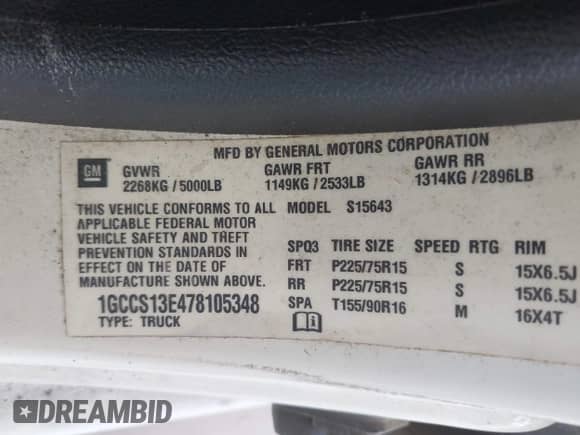 MFD BY GENERAL MOTORS CORPORATION
GM GVWR GAWR FRT GAWR RR
2268KG / 5000LB 1149KG / 2533LB 1314KG / 2896LB
THIS VEHICLE CONFORMS TO ALL MODEL S15643
APPLICABLE FEDERAL MOTOR
VEHICLE SAFETY AND THEFT
PREVENTION STANDARDS IN
EFFECT ON THE DATE OF
MANUFACTURE SHOWN ABOVE.
SPQ3 TIRE SIZE SPEED RTG RIM
FRT P225/75R15 S 15X6.5J
RR P225/75R15 S 15X6.5J
SPA T155/90R16 M 16X4T
1GCCS13E478105348
TYPE: TRUCK
DREAMBID